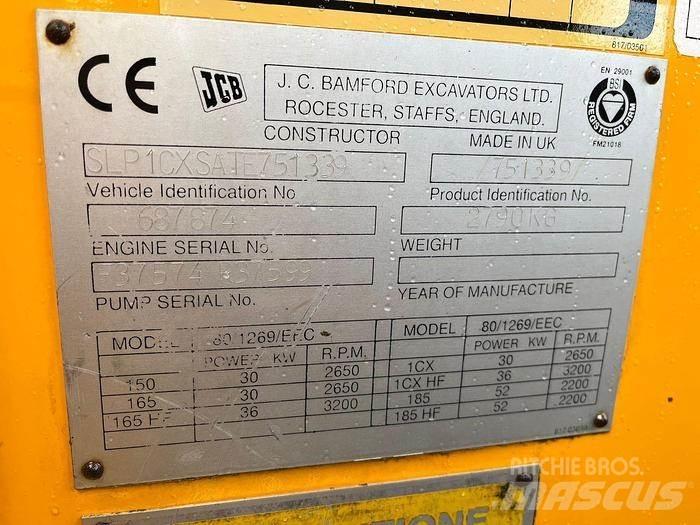 817/03501
CE
JCB
J. C. BAMFORD EXCAVATORS LTD.
ROCESTER, STAFFS, ENGLAND.
EN 29001
BSI
REGISTERED FIRM
FM21018
CONSTRUCTOR MADE IN UK
SLP1CXSATE751339 /751339/
Vehicle Identification No Product Identification No.
687874 2790KG
ENGINE SERIAL No. WEIGHT
PUMP SERIAL No. YEAR OF MANUFACTURE
MODEL 80/1269/EEC MODEL 80/1269/EEC
POWER KW R.P.M. POWER KW R.P.M.
150 30 2650 1CX 30 2650
165 30 2650 1CX HF 36 3200
165 HF 36 3200 185 52 2200
185 HF 52 2200
RITCHIE BROS.
MASCUS